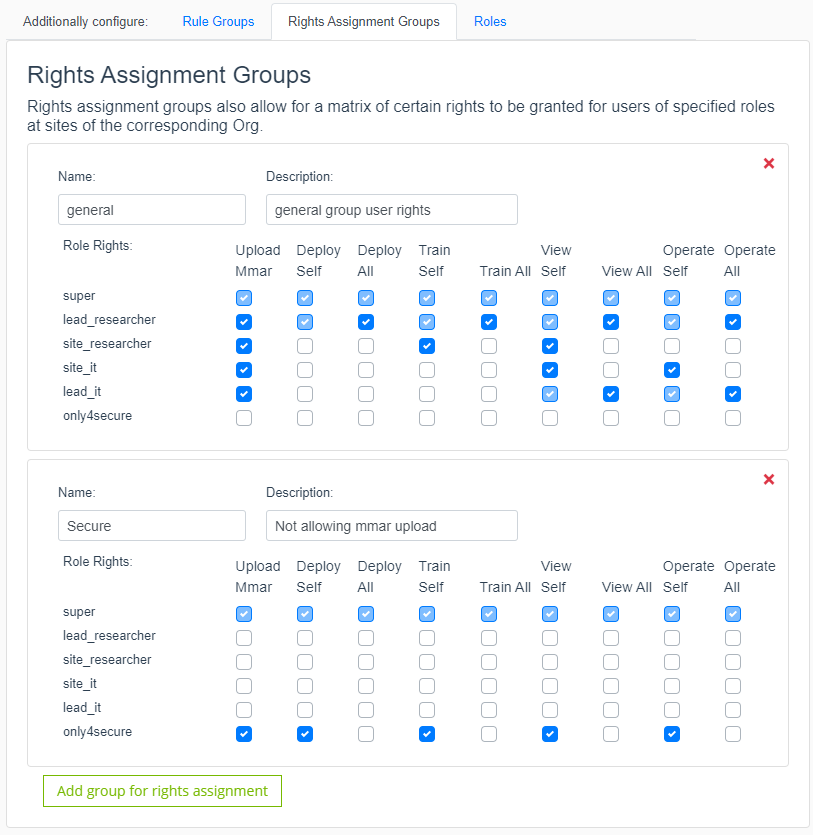 Additionally configure: Rule Groups Rights Assignment Groups Roles
Rights Assignment Groups
Rights assignment groups also allow for a matrix of certain rights to be granted for users of specified roles
at sites of the corresponding Org.
Name: Description:
general general group user rights
Role Rights: Upload Mmar Deploy Self Deploy All Train Self Train All View Self View All Operate Self Operate All
super
lead_researcher
site_researcher
site_it
lead_it
only4secure
Name: Description:
Secure Not allowing mmar upload
Role Rights: Upload Mmar Deploy Self Deploy All Train Self Train All View Self View All Operate Self Operate All
super
lead_researcher
site_researcher
site_it
lead_it
only4secure
Add group for rights assignment